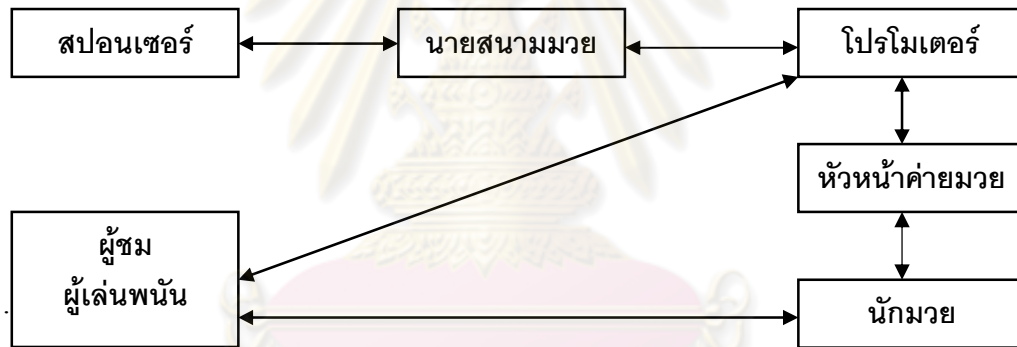 สปอนเซอร์
นายสนามมวย
โปรโมเตอร์
หัวหน้าค่ายมวย
ผู้ชม
ผู้เล่นพนัน
นักมวย